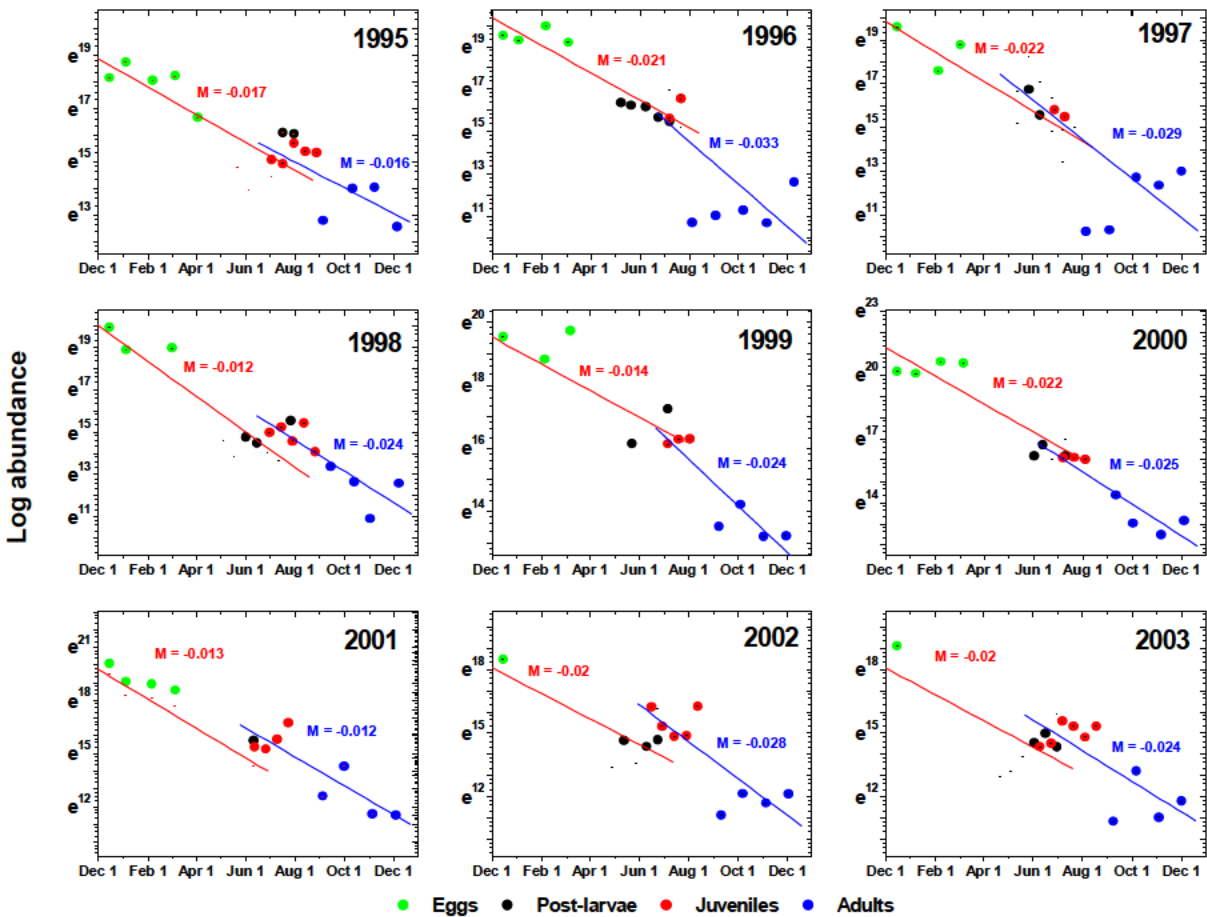 Log abundance
1995
e19
e17
e15
e13
M = -0.017
M = -0.016
Dec 1 Feb 1 Apr 1 Jun 1 Aug 1 Oct 1 Dec 1
1996
e19
e17
e15
e13
e11
M = -0.021
M = -0.033
Dec 1 Feb 1 Apr 1 Jun 1 Aug 1 Oct 1 Dec 1
1997
e19
e17
e15
e13
e11
M = -0.022
M = -0.029
Dec 1 Feb 1 Apr 1 Jun 1 Aug 1 Oct 1 Dec 1
1998
e19
e17
e15
e13
e11
M = -0.012
M = -0.024
Dec 1 Feb 1 Apr 1 Jun 1 Aug 1 Oct 1 Dec 1
1999
e20
e18
e16
e14
M = -0.014
M = -0.024
Dec 1 Feb 1 Apr 1 Jun 1 Aug 1 Oct 1 Dec 1
2000
e23
e20
e17
e14
M = -0.022
M = -0.025
Dec 1 Feb 1 Apr 1 Jun 1 Aug 1 Oct 1 Dec 1
2001
e21
e18
e15
e12
M = -0.013
M = -0.012
Dec 1 Feb 1 Apr 1 Jun 1 Aug 1 Oct 1 Dec 1
2002
e18
e15
e12
M = -0.02
M = -0.028
Dec 1 Feb 1 Apr 1 Jun 1 Aug 1 Oct 1 Dec 1
2003
e18
e15
e12
M = -0.02
M = -0.024
Dec 1 Feb 1 Apr 1 Jun 1 Aug 1 Oct 1 Dec 1
Eggs Post-larvae Juveniles Adults